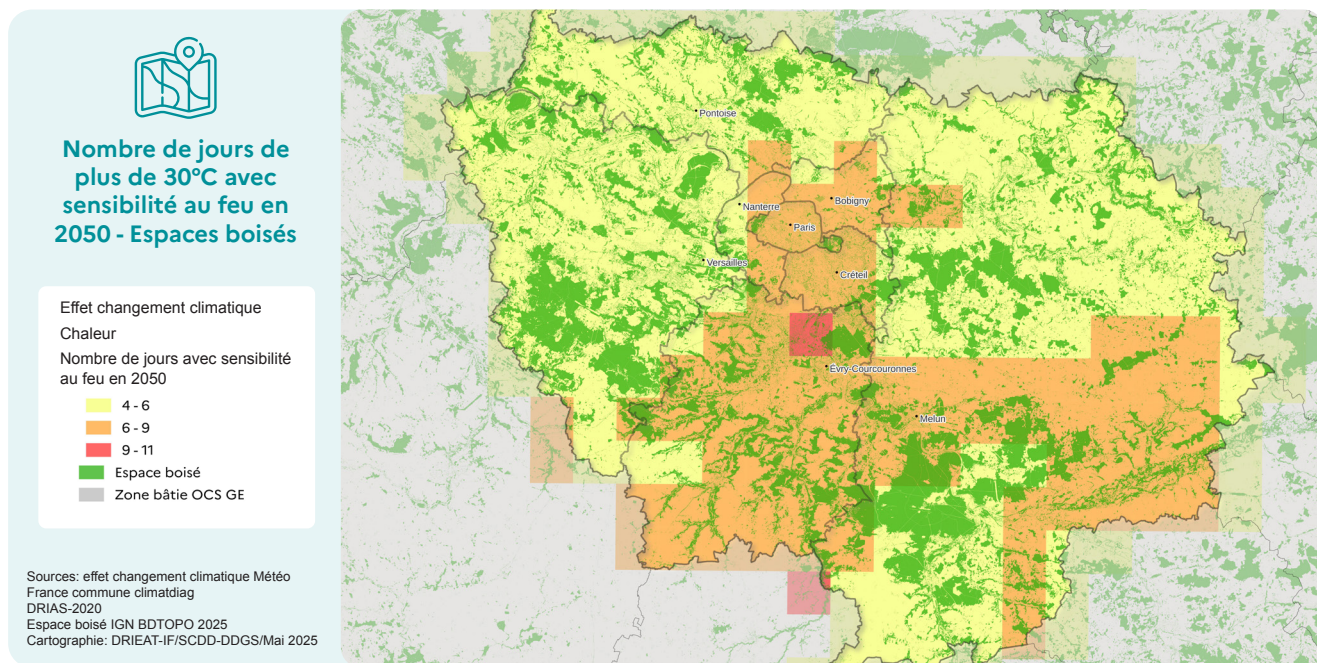 Nombre de jours de
plus de 30°C avec
sensibilité au feu en
2050 - Espaces boisés
Effet changement climatique
Chaleur
Nombre de jours avec sensibilité
au feu en 2050
4 - 6
6 - 9
9 - 11
Espace boisé
Zone bâtie OCS GE
Sources: effet changement climatique Météo
France commune climatdiag
DRIAS-2020
Espace boisé IGN BDTOPO 2025
Cartographie: DRIEAT-IF/SCDD-DDGS/Mai 2025
Pontoise
Nanterre
Bobigny
Paris
Versailles
Créteil
Évry-Courcouronnes
Melun